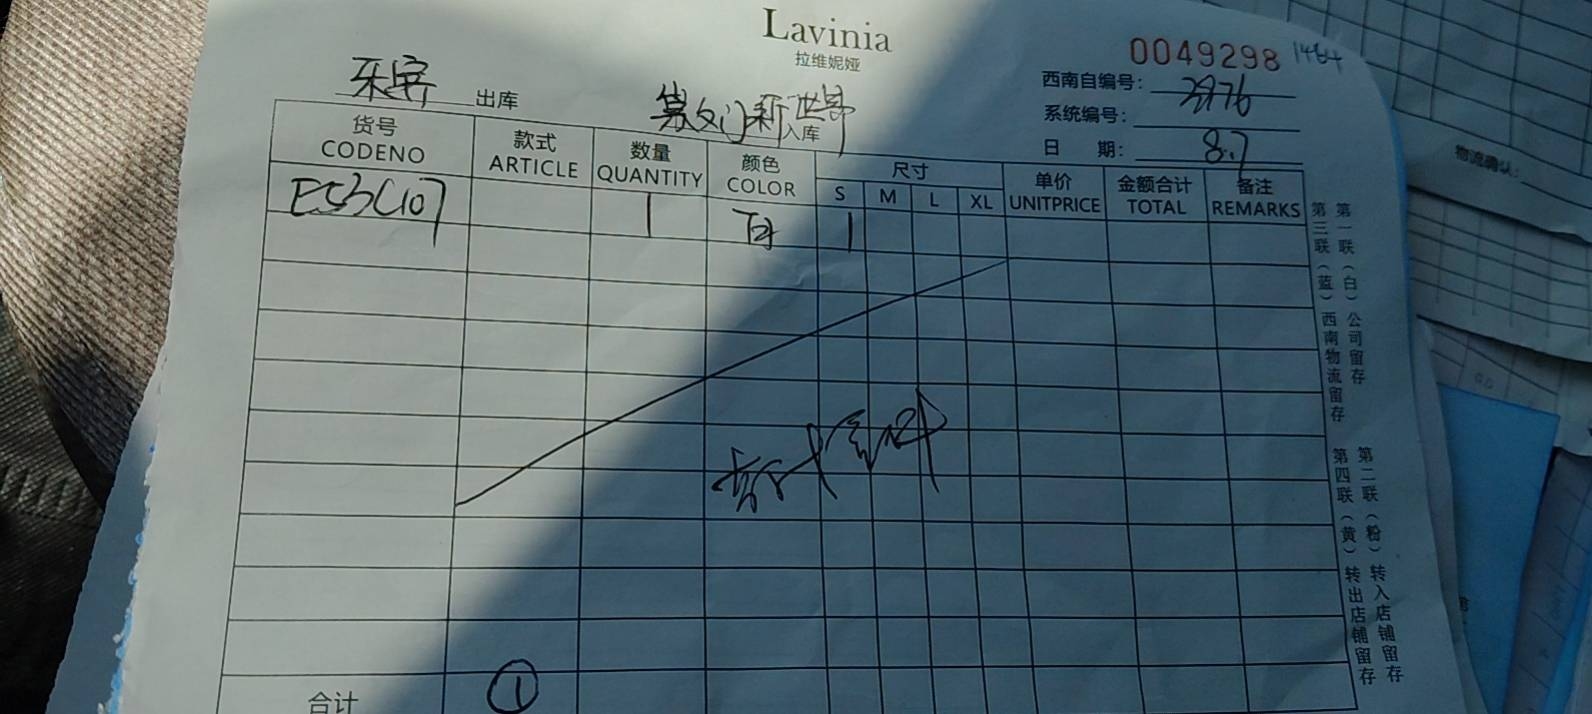 Lavinia
拉维妮娅
0049298 1464
西南自编号: 3976
系统编号:
日 期: 8.7
出库
崇文门新世界 入库
货号 款式 数量 颜色 尺寸 单价 金额合计 备注
CODENO ARTICLE QUANTITY COLOR S M L XL UNITPRICE TOTAL REMARKS
E53C107 1 白 1
合计 ①
第一联(白)公司留存
第二联(粉)转入店铺留存
第三联(蓝)西南物流留存
第四联(黄)转出店铺留存
物流确认: